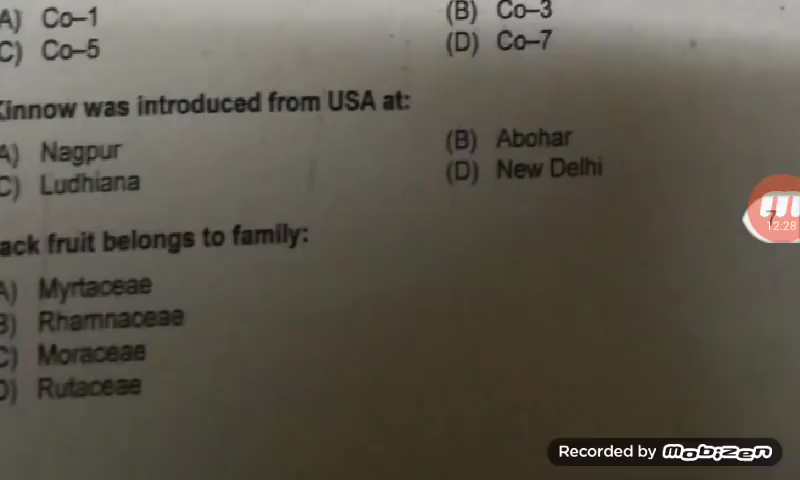 A) Co–1 (B) Co–3
C) Co–5 (D) Co–7
Kinnow was introduced from USA at:
A) Nagpur (B) Abohar
C) Ludhiana (D) New Delhi
ack fruit belongs to family:
A) Myrtaceae
B) Rhamnaceae
C) Moraceae
D) Rutaceae
7
12:28
Recorded by mobizen